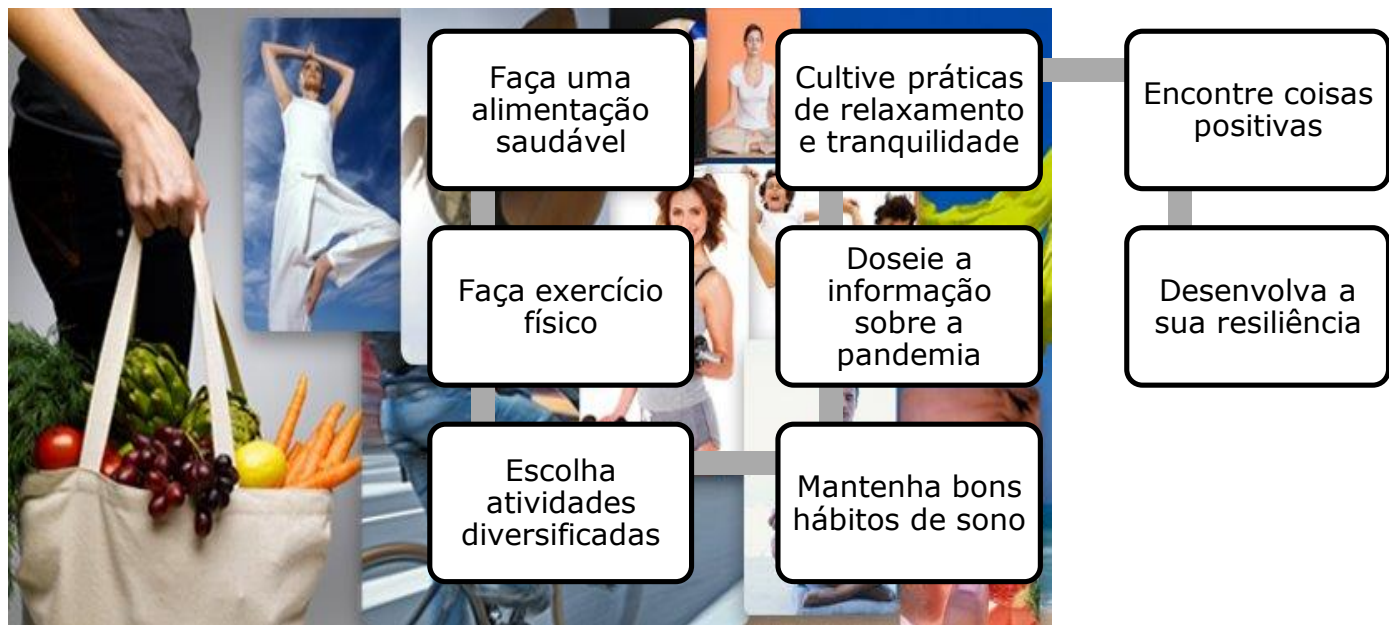 Faça uma
alimentação
saudável
Faça exercício
físico
Escolha
atividades
diversificadas
Mantenha bons
hábitos de sono
Doseie a
informação
sobre a
pandemia
Cultive práticas
de relaxamento
e tranquilidade
Encontre coisas
positivas
Desenvolva a
sua resiliência